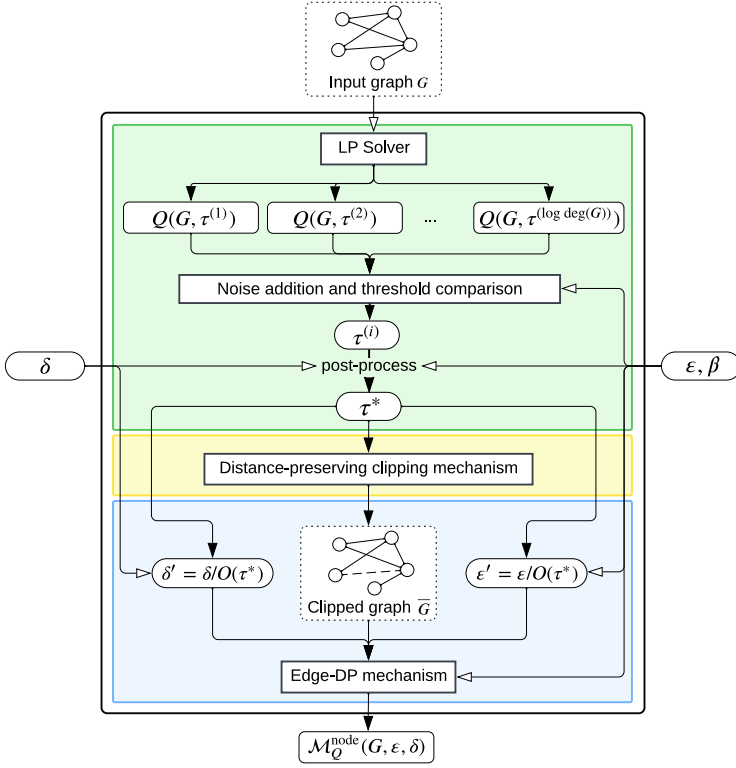 Input graph G
LP Solver
Q(G, τ^(1))
Q(G, τ^(2))
...
Q(G, τ^(log deg(G)))
Noise addition and threshold comparison
τ^(i)
δ
post-process
ε, β
τ*
Distance-preserving clipping mechanism
δ′ = δ/O(τ*)
ε′ = ε/O(τ*)
Clipped graph G̅
Edge-DP mechanism
ℳ_Q^node(G, ε, δ)